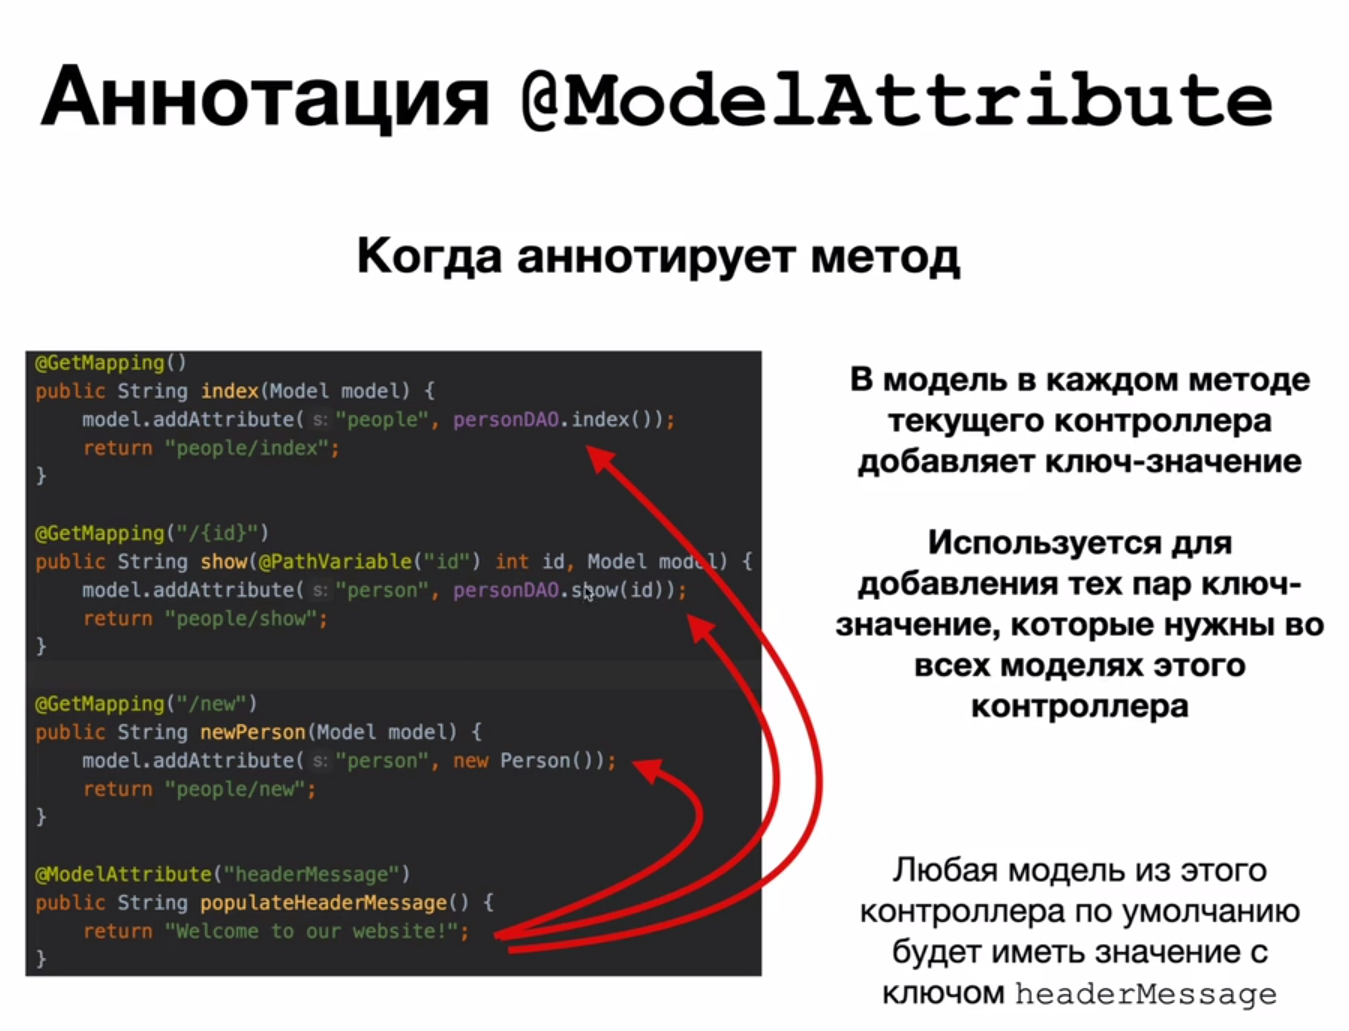 Аннотация @ModelAttribute
Когда аннотирует метод
@GetMapping()
public String index(Model model) {
    model.addAttribute( s: "people", personDAO.index());
    return "people/index";
}
@GetMapping("/{id}")
public String show(@PathVariable("id") int id, Model model) {
    model.addAttribute( s: "person", personDAO.show(id));
    return "people/show";
}
@GetMapping("/new")
public String newPerson(Model model) {
    model.addAttribute( s: "person", new Person());
    return "people/new";
}
@ModelAttribute("headerMessage")
public String populateHeaderMessage() {
    return "Welcome to our website!";
}
В модель в каждом методе
текущего контроллера
добавляет ключ-значение
Используется для
добавления тех пар ключ-
значение, которые нужны во
всех моделях этого
контроллера
Любая модель из этого
контроллера по умолчанию
будет иметь значение с
ключом headerMessage